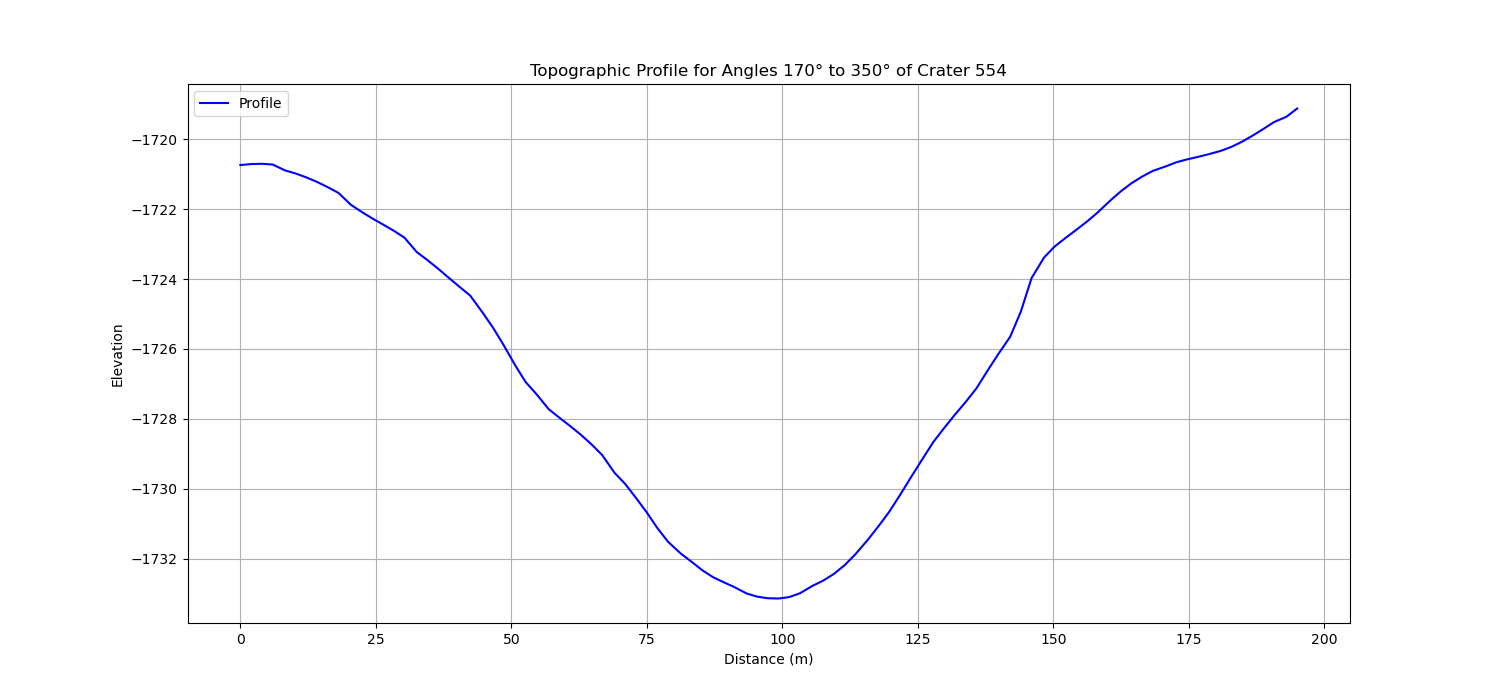 Topographic Profile for Angles 170° to 350° of Crater 554
Profile
−1720
−1722
−1724
−1726
−1728
−1730
−1732
Elevation
0 25 50 75 100 125 150 175 200
Distance (m)